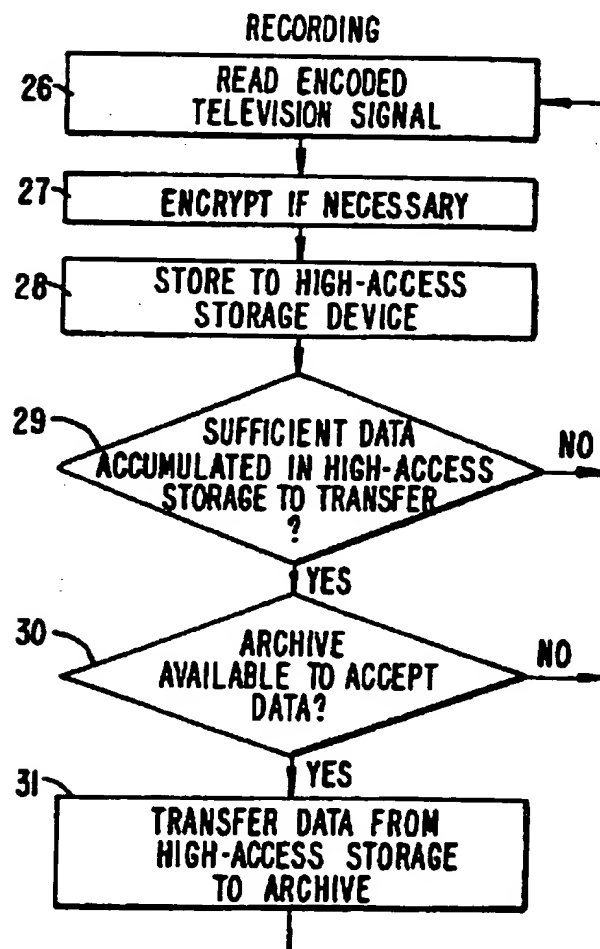 RECORDING
26
READ ENCODED
TELEVISION SIGNAL
27
ENCRYPT IF NECESSARY
28
STORE TO HIGH-ACCESS
STORAGE DEVICE
29
SUFFICIENT DATA
ACCUMULATED IN HIGH-ACCESS
STORAGE TO TRANSFER
?
NO
YES
30
ARCHIVE
AVAILABLE TO ACCEPT
DATA?
NO
YES
31
TRANSFER DATA FROM
HIGH-ACCESS STORAGE
TO ARCHIVE